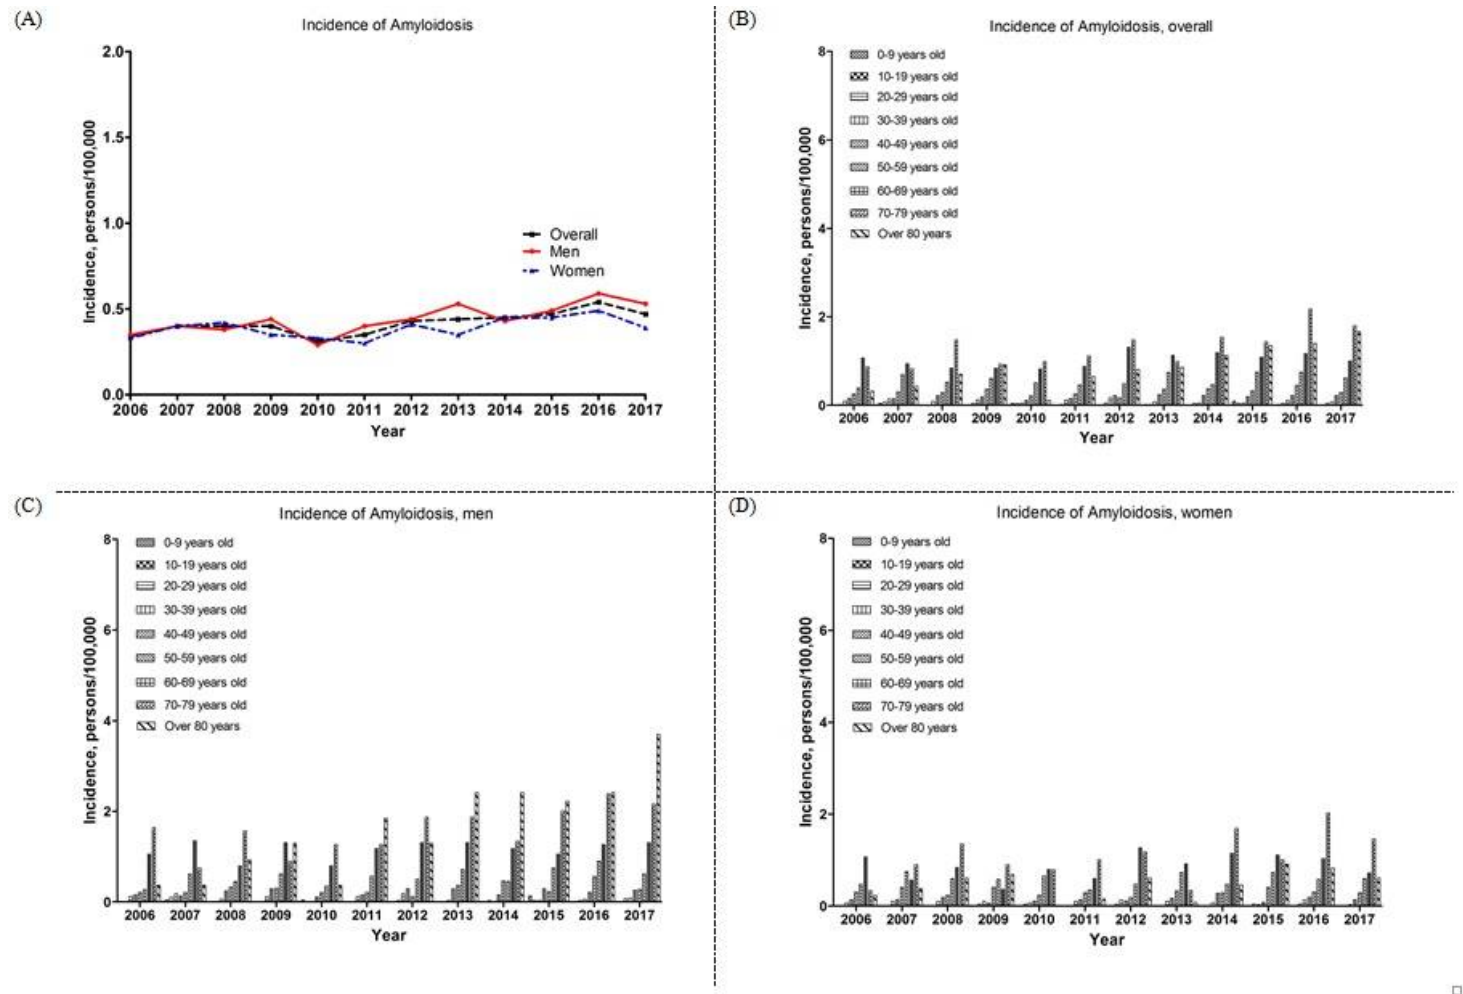 (A)
Incidence of Amyloidosis
2.0
1.5
1.0
0.5
0.0
Incidence, persons/100,000
Overall
Men
Women
2006 2007 2008 2009 2010 2011 2012 2013 2014 2015 2016 2017
Year
(B)
Incidence of Amyloidosis, overall
8
6
4
2
0
Incidence, persons/100,000
0-9 years old
10-19 years old
20-29 years old
30-39 years old
40-49 years old
50-59 years old
60-69 years old
70-79 years old
Over 80 years
2006 2007 2008 2009 2010 2011 2012 2013 2014 2015 2016 2017
Year
(C)
Incidence of Amyloidosis, men
8
6
4
2
0
Incidence, persons/100,000
0-9 years old
10-19 years old
20-29 years old
30-39 years old
40-49 years old
50-59 years old
60-69 years old
70-79 years old
Over 80 years
2006 2007 2008 2009 2010 2011 2012 2013 2014 2015 2016 2017
Year
(D)
Incidence of Amyloidosis, women
8
6
4
2
0
Incidence, persons/100,000
0-9 years old
10-19 years old
20-29 years old
30-39 years old
40-49 years old
50-59 years old
60-69 years old
70-79 years old
Over 80 years
2006 2007 2008 2009 2010 2011 2012 2013 2014 2015 2016 2017
Year